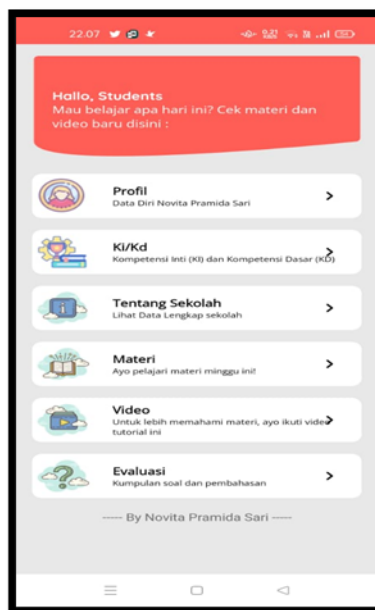 22.07
Hallo, Students
Mau belajar apa hari ini? Cek materi dan
video baru disini :
Profil
Data Diri Novita Pramida Sari
Ki/Kd
Kompetensi Inti (KI) dan Kompetensi Dasar (KD)
Tentang Sekolah
Lihat Data Lengkap sekolah
Materi
Ayo pelajari materi minggu ini!
Video
Untuk lebih memahami materi, ayo ikuti video
tutorial ini
Evaluasi
Kumpulan soal dan pembahasan
----- By Novita Pramida Sari -----